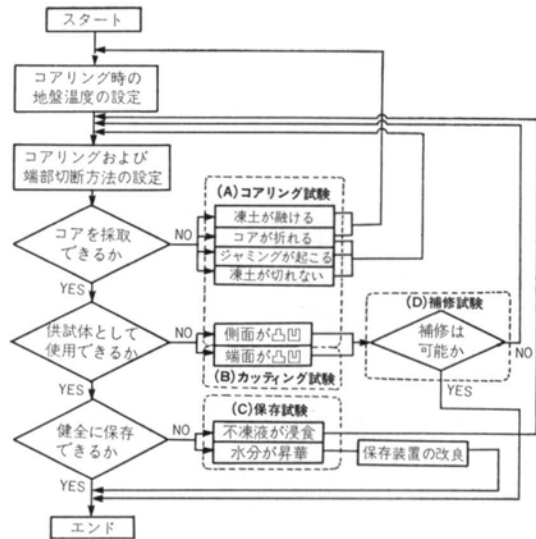 スタート
コアリング時の
地盤温度の設定
コアリングおよび
端部切断方法の設定
(A)コアリング試験
凍土が融ける
コアが折れる
ジャミングが起こる
凍土が切れない
コアを採取
できるか
NO
YES
供試体として
使用できるか
NO
側面が凸凹
端面が凸凹
(B)カッティング試験
(D)補修試験
補修は
可能か
NO
YES
YES
健全に保存
できるか
NO
(C)保存試験
不凍液が浸食
水分が昇華
保存装置の改良
YES
エンド